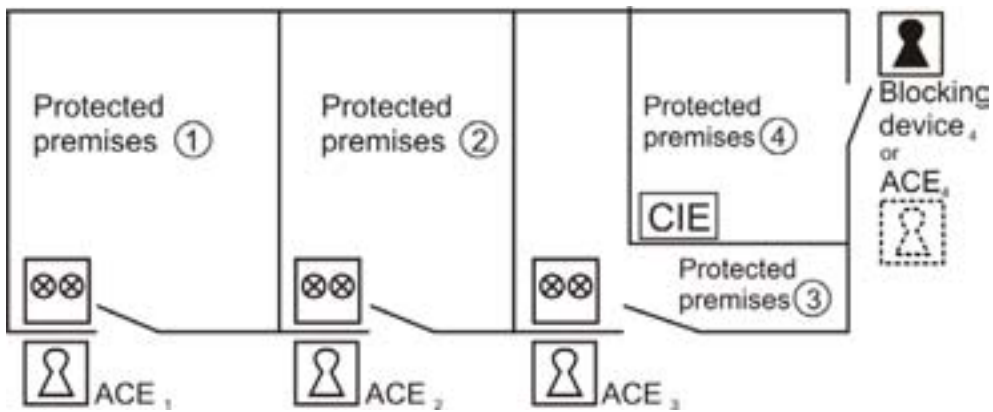 Protected
premises ①
Protected
premises ②
Protected
premises ④
CIE
Protected
premises ③
Blocking
device ₄
or
ACE₄
ACE ₁
ACE ₂
ACE ₃